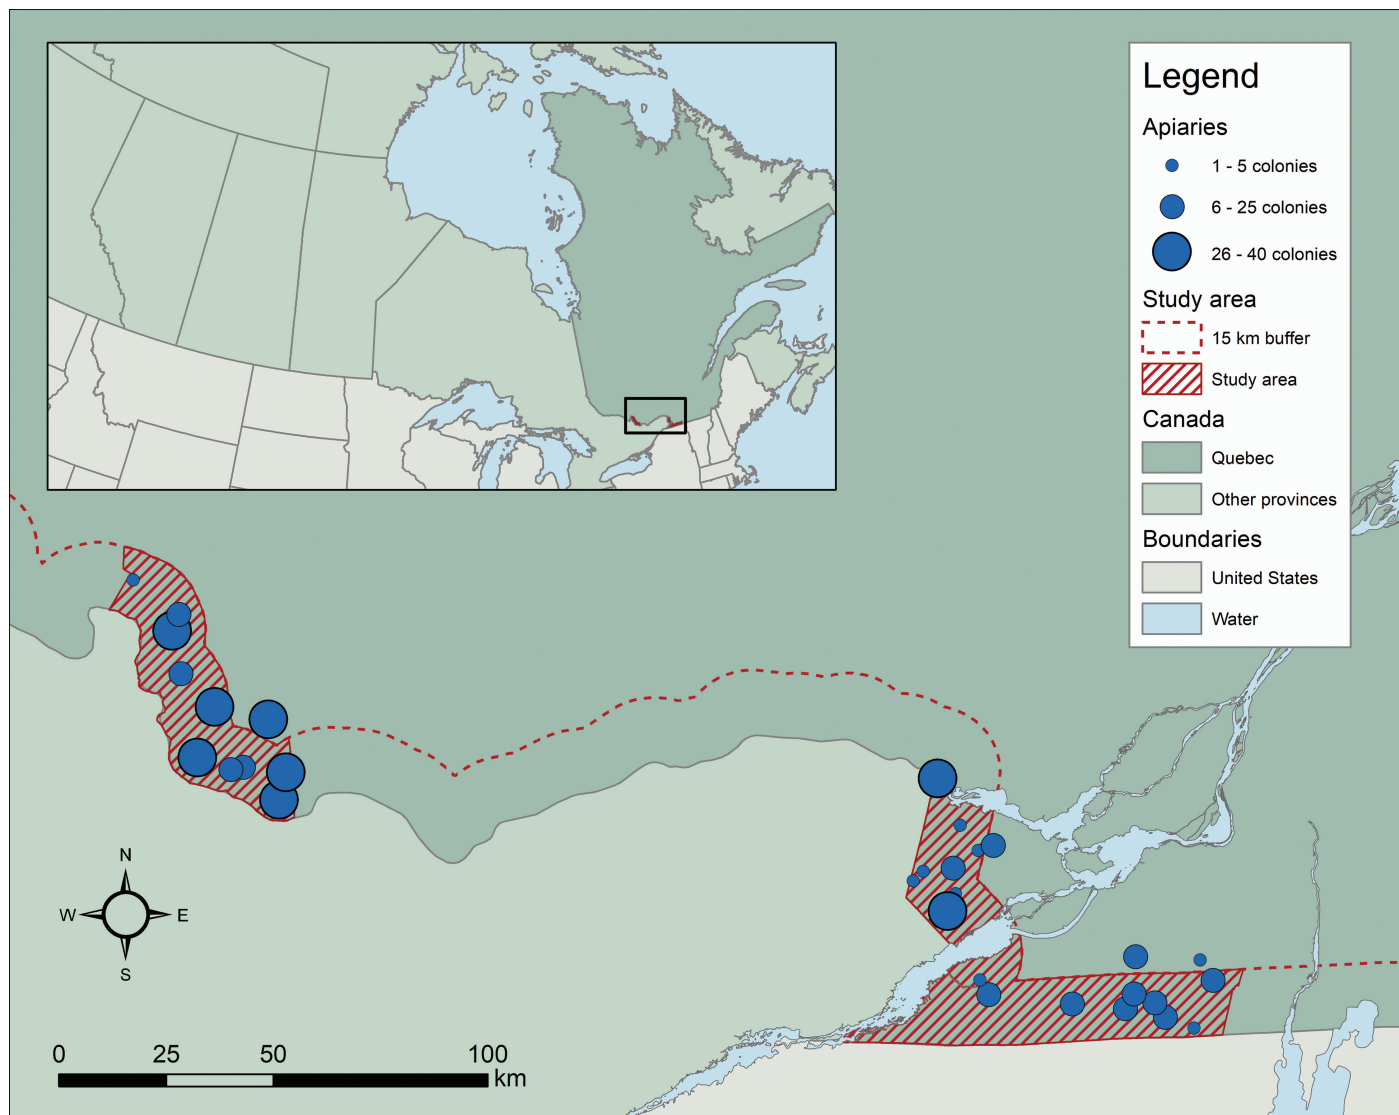 Legend
Apiaries
1 - 5 colonies
6 - 25 colonies
26 - 40 colonies
Study area
15 km buffer
Study area
Canada
Quebec
Other provinces
Boundaries
United States
Water
N
W E
S
0 25 50 100
km